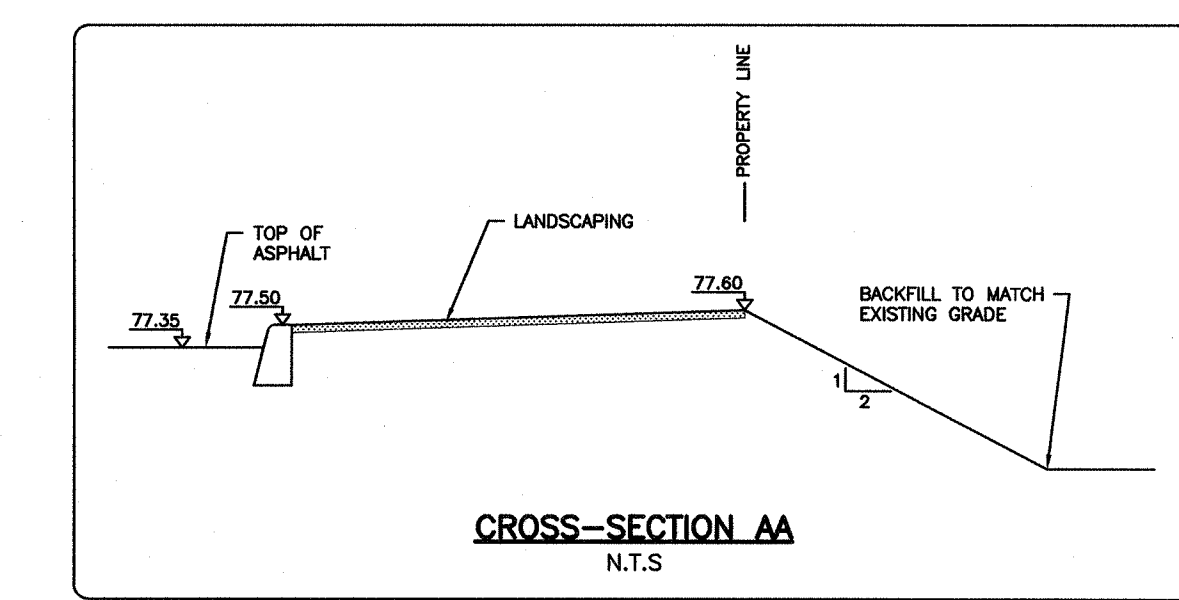 PROPERTY LINE
LANDSCAPING
TOP OF
ASPHALT
77.60
77.50
77.35
BACKFILL TO MATCH
EXISTING GRADE
1
2
CROSS-SECTION AA
N.T.S